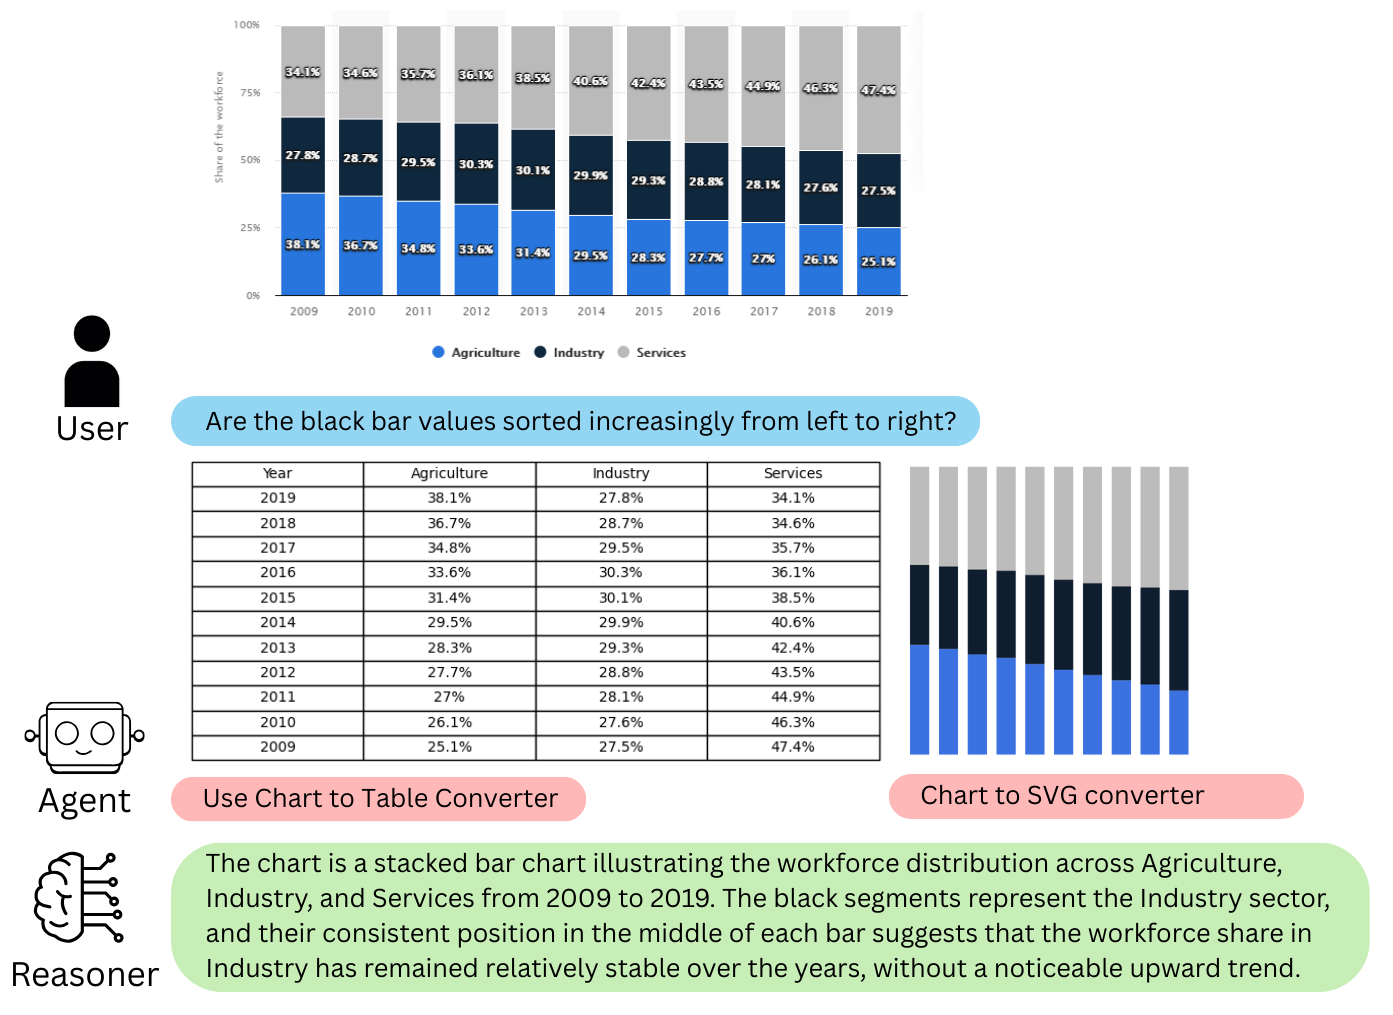 100%
75%
50%
25%
0%
Share of the workforce
34.1% 34.6% 35.7% 36.1% 38.5% 40.6% 42.4% 43.5% 44.9% 46.3% 47.4%
27.8% 28.7% 29.5% 30.3% 30.1% 29.9% 29.3% 28.8% 28.1% 27.6% 27.5%
38.1% 36.7% 34.8% 33.6% 31.4% 29.5% 28.3% 27.7% 27% 26.1% 25.1%
2009 2010 2011 2012 2013 2014 2015 2016 2017 2018 2019
Agriculture Industry Services
User
Are the black bar values sorted increasingly from left to right?
Year Agriculture Industry Services
2019 38.1% 27.8% 34.1%
2018 36.7% 28.7% 34.6%
2017 34.8% 29.5% 35.7%
2016 33.6% 30.3% 36.1%
2015 31.4% 30.1% 38.5%
2014 29.5% 29.9% 40.6%
2013 28.3% 29.3% 42.4%
2012 27.7% 28.8% 43.5%
2011 27% 28.1% 44.9%
2010 26.1% 27.6% 46.3%
2009 25.1% 27.5% 47.4%
Agent
Use Chart to Table Converter
Chart to SVG converter
Reasoner
The chart is a stacked bar chart illustrating the workforce distribution across Agriculture,
Industry, and Services from 2009 to 2019. The black segments represent the Industry sector,
and their consistent position in the middle of each bar suggests that the workforce share in
Industry has remained relatively stable over the years, without a noticeable upward trend.